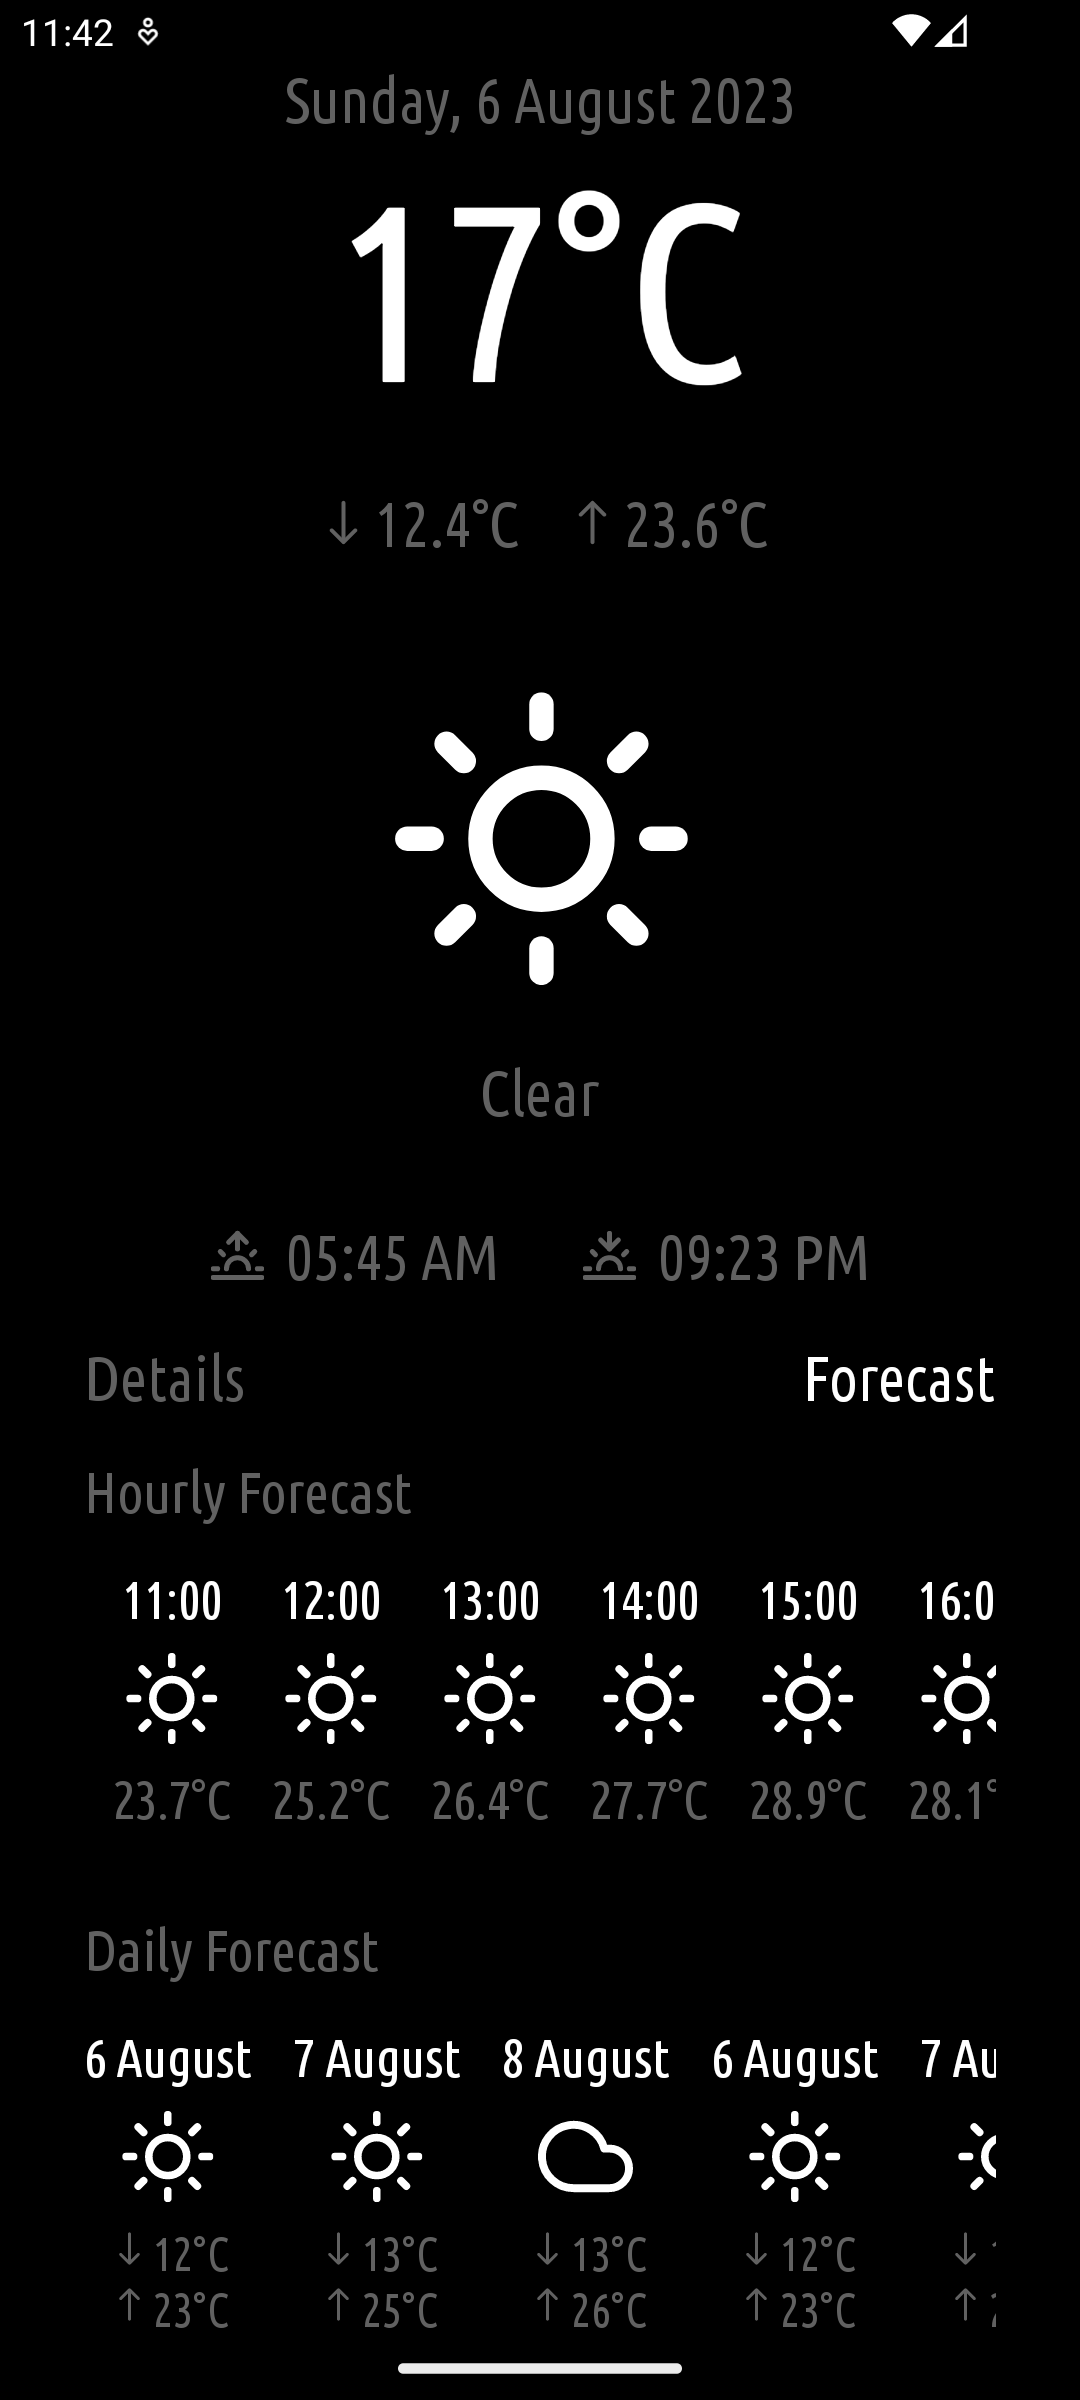 11:42
Sunday, 6 August 2023
17°C
↓ 12.4°C ↑ 23.6°C
Clear
05:45 AM 09:23 PM
Details Forecast
Hourly Forecast
11:00 12:00 13:00 14:00 15:00 16:0
23.7°C 25.2°C 26.4°C 27.7°C 28.9°C 28.1°
Daily Forecast
6 August 7 August 8 August 6 August 7 Au
↓ 12°C ↓ 13°C ↓ 13°C ↓ 12°C ↓
↑ 23°C ↑ 25°C ↑ 26°C ↑ 23°C ↑